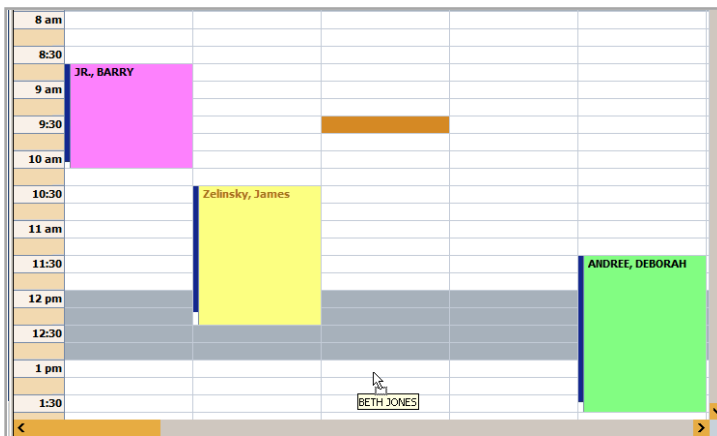 8 am
8:30
JR., BARRY
9 am
9:30
10 am
10:30
Zelinsky, James
11 am
11:30
ANDREE, DEBORAH
12 pm
12:30
1 pm
1:30
BETH JONES